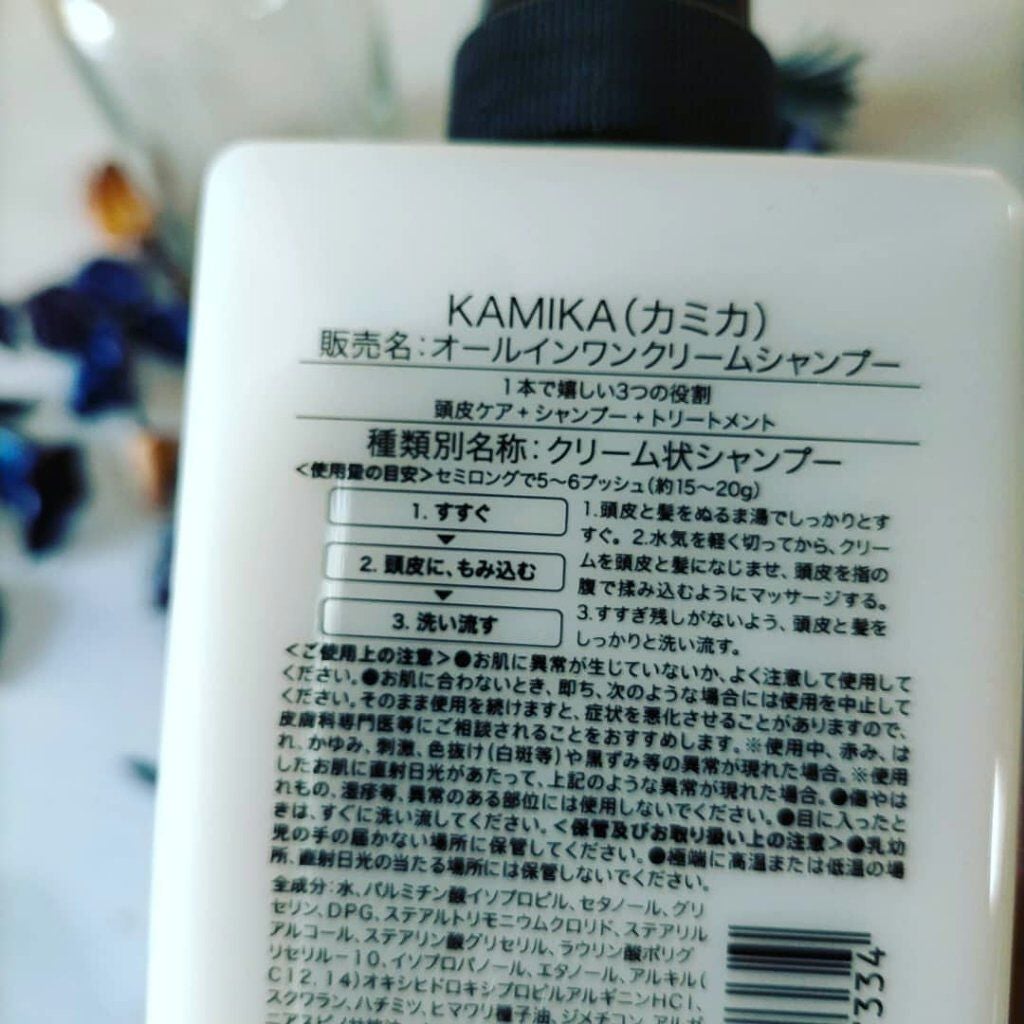 KAMIKA(カミカ)
販売名:オールインワンクリームシャンプー
1本で嬉しい3つの役割
頭皮ケア+シャンプー+トリートメント
種類別名称:クリーム状シャンプー
<使用量の目安>セミロングで5〜6プッシュ(約15〜20g)
1. すすぐ
2. 頭皮に、もみ込む
3. 洗い流す
1.頭皮と髪をぬるま湯でしっかりとす
すぐ。2.水気を軽く切ってから、クリー
ムを頭皮と髪になじませ、頭皮を指の
腹で揉み込むようにマッサージする。
3.すすぎ残しがないよう、頭皮と髪を
しっかりと洗い流す。
<ご使用上の注意>●お肌に異常が生じていないか、よく注意して使用して
ください。●お肌に合わないとき、即ち、次のような場合には使用を中止して
ください。そのまま使用を続けますと、症状を悪化させることがありますので、
皮膚科専門医等にご相談されることをおすすめします。※使用中、赤み、は
れ、かゆみ、刺激、色抜け(白斑等)や黒ずみ等の異常が現れた場合。※使用
したお肌に直射日光があたって、上記のような異常が現れた場合。●傷やは
れもの、湿疹等、異常のある部位には使用しないでください。●目に入ったと
きは、すぐに洗い流してください。<保管及びお取り扱い上の注意>●乳幼
児の手の届かない場所に保管してください。●極端に高温または低温の場
所、直射日光の当たる場所には保管しないでください。
全成分:水、パルミチン酸イソプロピル、セタノール、グリ
セリン、DPG、ステアルトリモニウムクロリド、ステアリル
アルコール、ステアリン酸グリセリル、ラウリン酸ポリグ
リセリル-10、イソプロパノール、エタノール、アルキル(
C12,14)オキシヒドロキシプロピルアルギニンHCl、
スクワラン、ハチミツ、ヒマワリ種子油、ジメチコン、アルガ
ニアスピノサ核油
334